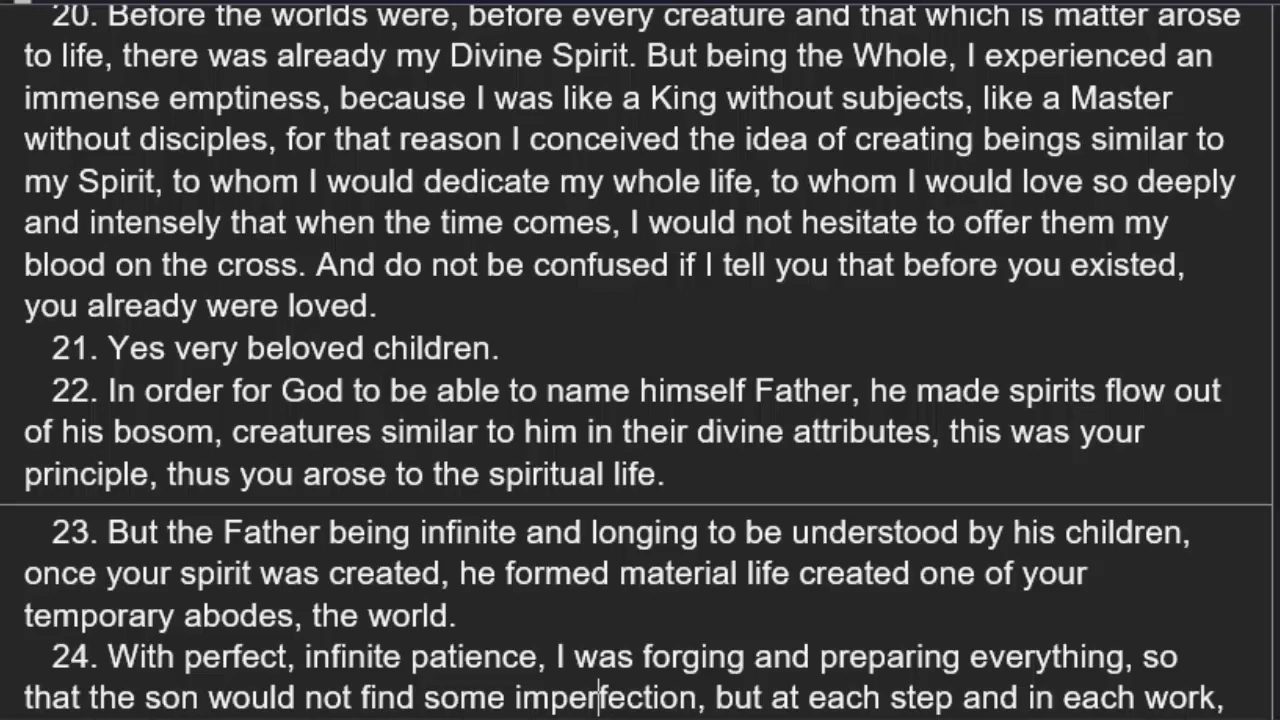 20. Before the worlds were, before every creature and that which is matter arose
to life, there was already my Divine Spirit. But being the Whole, I experienced an
immense emptiness, because I was like a King without subjects, like a Master
without disciples, for that reason I conceived the idea of creating beings similar to
my Spirit, to whom I would dedicate my whole life, to whom I would love so deeply
and intensely that when the time comes, I would not hesitate to offer them my
blood on the cross. And do not be confused if I tell you that before you existed,
you already were loved.
21. Yes very beloved children.
22. In order for God to be able to name himself Father, he made spirits flow out
of his bosom, creatures similar to him in their divine attributes, this was your
principle, thus you arose to the spiritual life.
23. But the Father being infinite and longing to be understood by his children,
once your spirit was created, he formed material life created one of your
temporary abodes, the world.
24. With perfect, infinite patience, I was forging and preparing everything, so
that the son would not find some imperfection, but at each step and in each work,